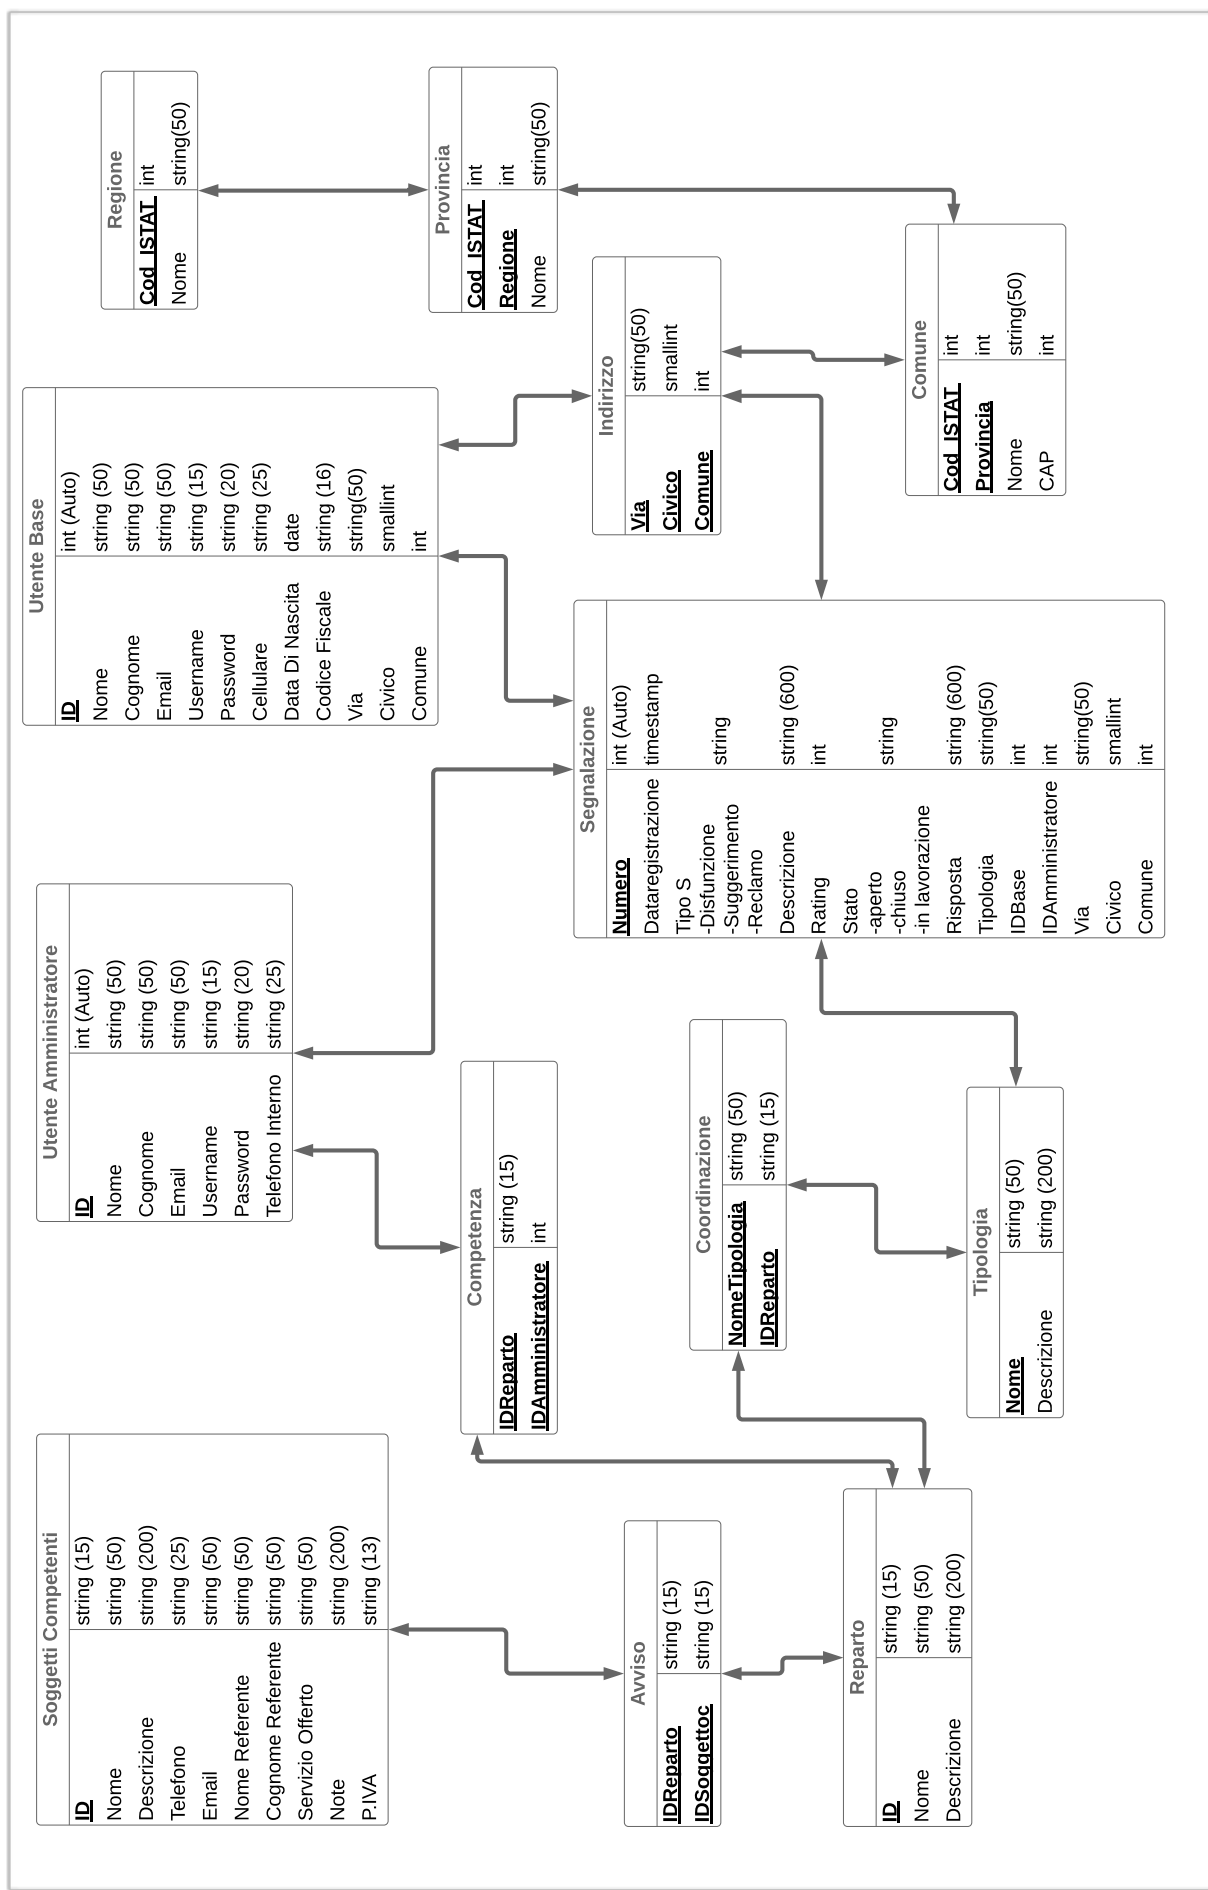 Soggetti Competenti
ID string (15)
Nome string (50)
Descrizione string (200)
Telefono string (25)
Email string (50)
Nome Referente string (50)
Cognome Referente string (50)
Servizio Offerto string (50)
Note string (200)
P.IVA string (13)
Utente Amministratore
ID int (Auto)
Nome string (50)
Cognome string (50)
Email string (50)
Username string (15)
Password string (20)
Telefono Interno string (25)
Utente Base
ID int (Auto)
Nome string (50)
Cognome string (50)
Email string (50)
Username string (15)
Password string (20)
Cellulare string (25)
Data Di Nascita date
Codice Fiscale string (16)
Via string(50)
Civico smallint
Comune int
Regione
Cod_ISTAT int
Nome string(50)
Competenza
IDReparto string (15)
IDAmministratore int
Provincia
Cod_ISTAT int
Regione int
Nome string(50)
Avviso
IDReparto string (15)
IDSoggettoc string (15)
Coordinazione
NomeTipologia string (50)
IDReparto string (15)
Segnalazione
Numero int (Auto)
Dataregistrazione timestamp
Tipo S
-Disfunzione
-Suggerimento
-Reclamo
string
Descrizione string (600)
Rating int
Stato
-aperto
-chiuso
-in lavorazione
string
Risposta string (600)
Tipologia string(50)
IDBase int
IDAmministratore int
Via string(50)
Civico smallint
Comune int
Indirizzo
Via string(50)
Civico smallint
Comune int
Reparto
ID string (15)
Nome string (50)
Descrizione string (200)
Tipologia
Nome string (50)
Descrizione string (200)
Comune
Cod_ISTAT int
Provincia int
Nome string(50)
CAP int